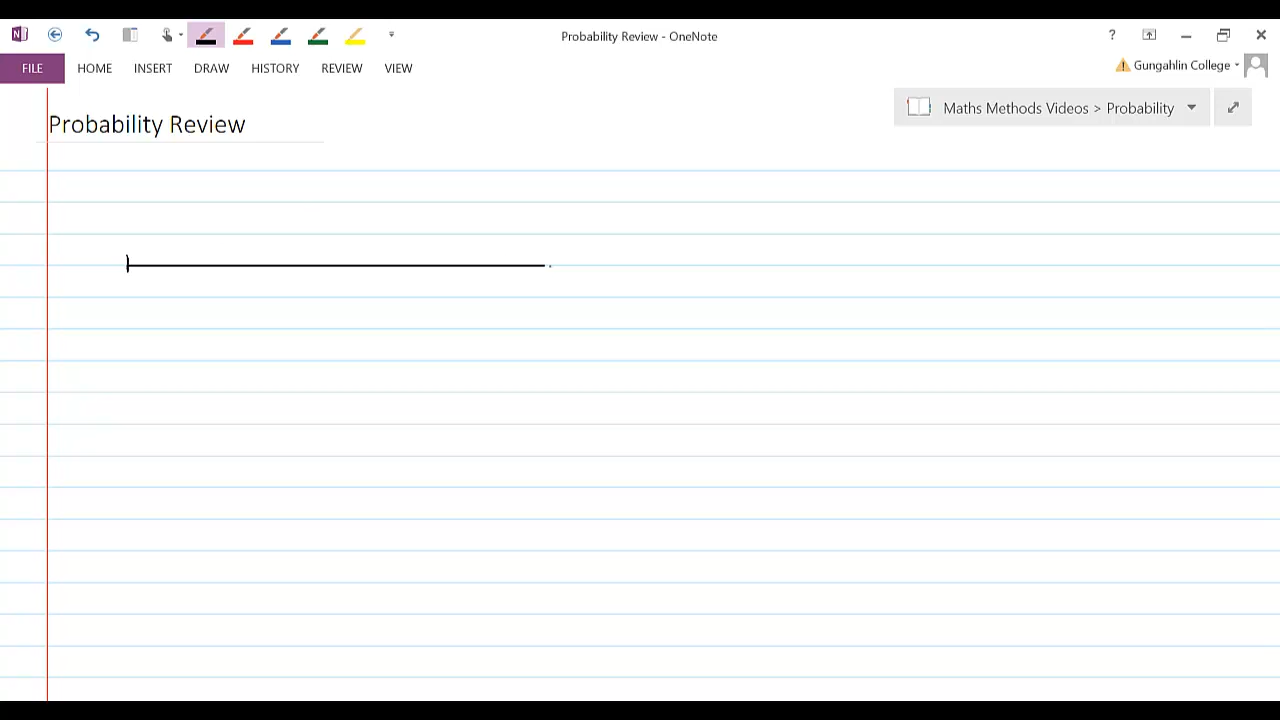 Probability Review - OneNote
?
Gungahlin College
FILE HOME INSERT DRAW HISTORY REVIEW VIEW
Maths Methods Videos > Probability
Probability Review